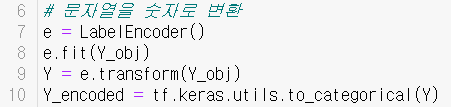 6 # 문자열을 숫자로 변환
7 e = LabelEncoder()
8 e.fit(Y_obj)
9 Y = e.transform(Y_obj)
10 Y_encoded = tf.keras.utils.to_categorical(Y)